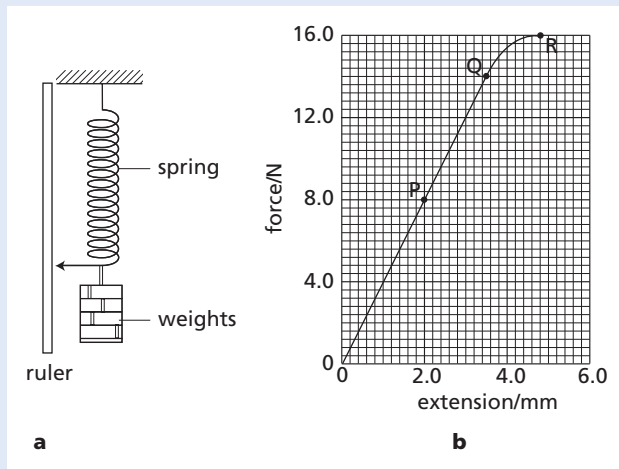 spring
weights
ruler
a
16.0
12.0
8.0
4.0
0
force/N
P
Q
R
0
2.0
4.0
6.0
extension/mm
b